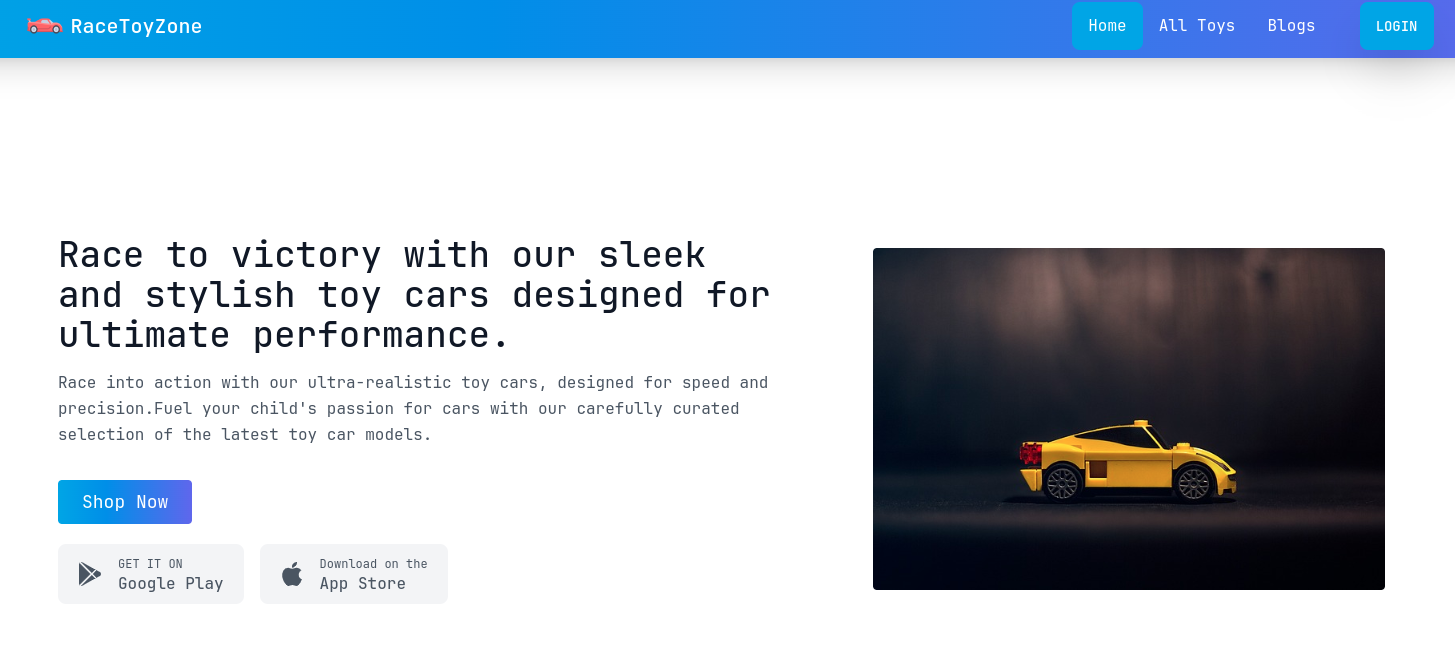 RaceToyZone
Home
All Toys
Blogs
LOGIN
Race to victory with our sleek
and stylish toy cars designed for
ultimate performance.
Race into action with our ultra-realistic toy cars, designed for speed and
precision.Fuel your child's passion for cars with our carefully curated
selection of the latest toy car models.
Shop Now
GET IT ON
Google Play
Download on the
App Store